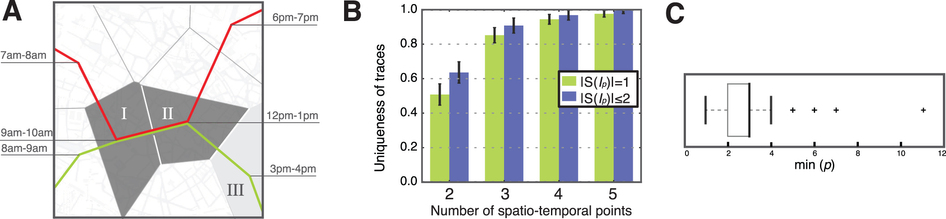 A
6pm-7pm
7am-8am
I
II
12pm-1pm
9am-10am
8am-9am
3pm-4pm
III
B
Uniqueness of traces
1.0
0.8
0.6
0.4
0.2
0.0
|S(Ip)|=1
|S(Ip)|≤2
2 3 4 5
Number of spatio-temporal points
C
0 2 4 6 8 10 12
min (p)